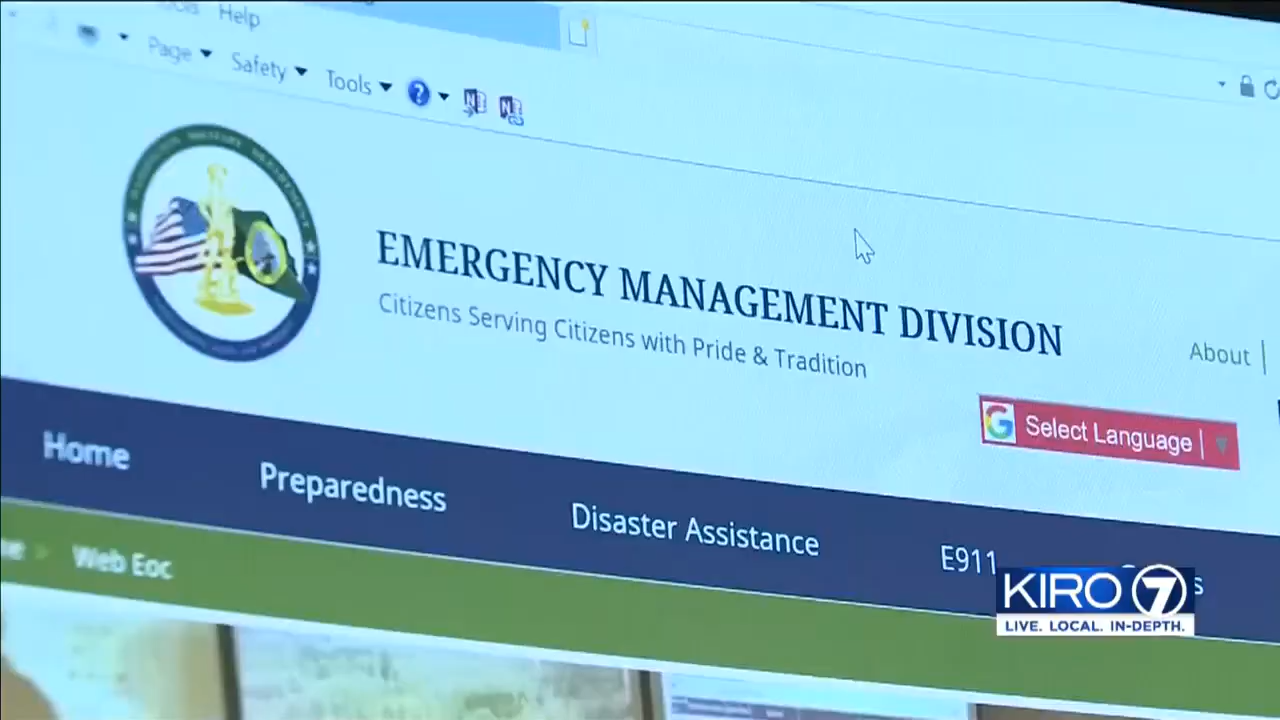 Help
Page Safety Tools ?
EMERGENCY MANAGEMENT DIVISION
Citizens Serving Citizens with Pride & Tradition
About |
G Select Language | ▼
Home Preparedness Disaster Assistance E911
Web Eoc
KIRO 7
LIVE. LOCAL. IN-DEPTH.